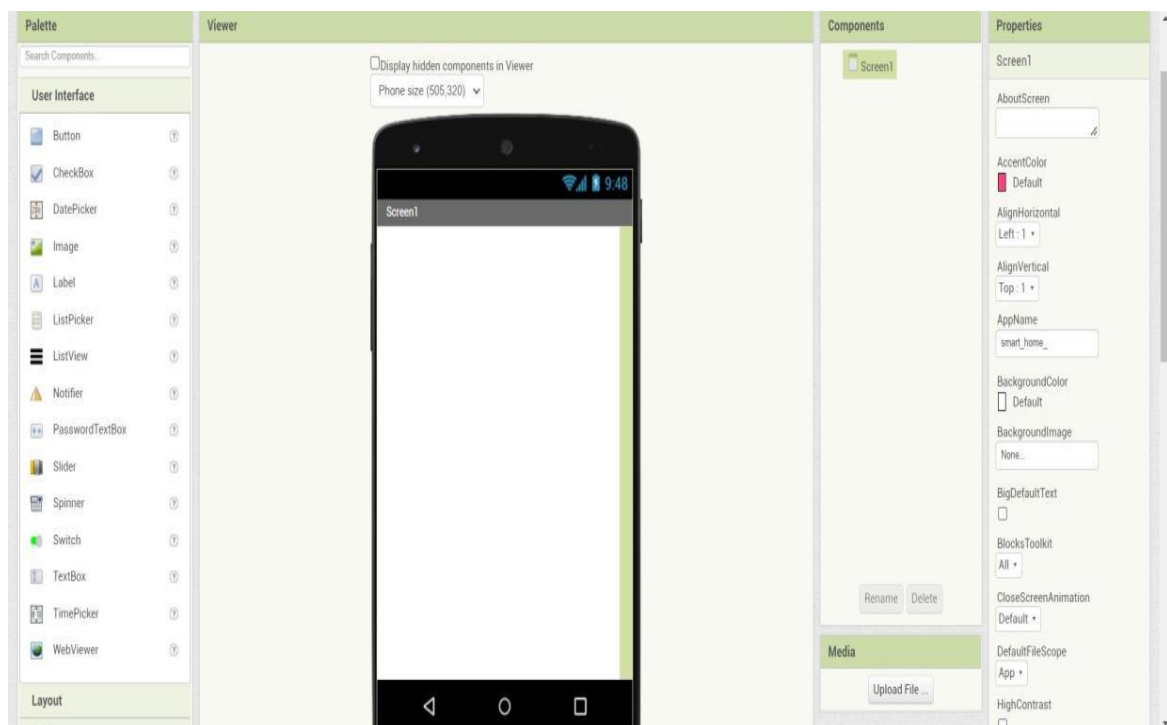 Palette
Search Components...
User Interface
Button
CheckBox
DatePicker
Image
Label
ListPicker
ListView
Notifier
PasswordTextBox
Slider
Spinner
Switch
TextBox
TimePicker
WebViewer
Layout
Viewer
Display hidden components in Viewer
Phone size (505,320)
9:48
Screen1
Components
Screen1
Rename Delete
Media
Upload File ...
Properties
Screen1
AboutScreen
AccentColor
Default
AlignHorizontal
Left : 1
AlignVertical
Top : 1
AppName
smart_home_
BackgroundColor
Default
BackgroundImage
None...
BigDefaultText
BlocksToolkit
All
CloseScreenAnimation
Default
DefaultFileScope
App
HighContrast